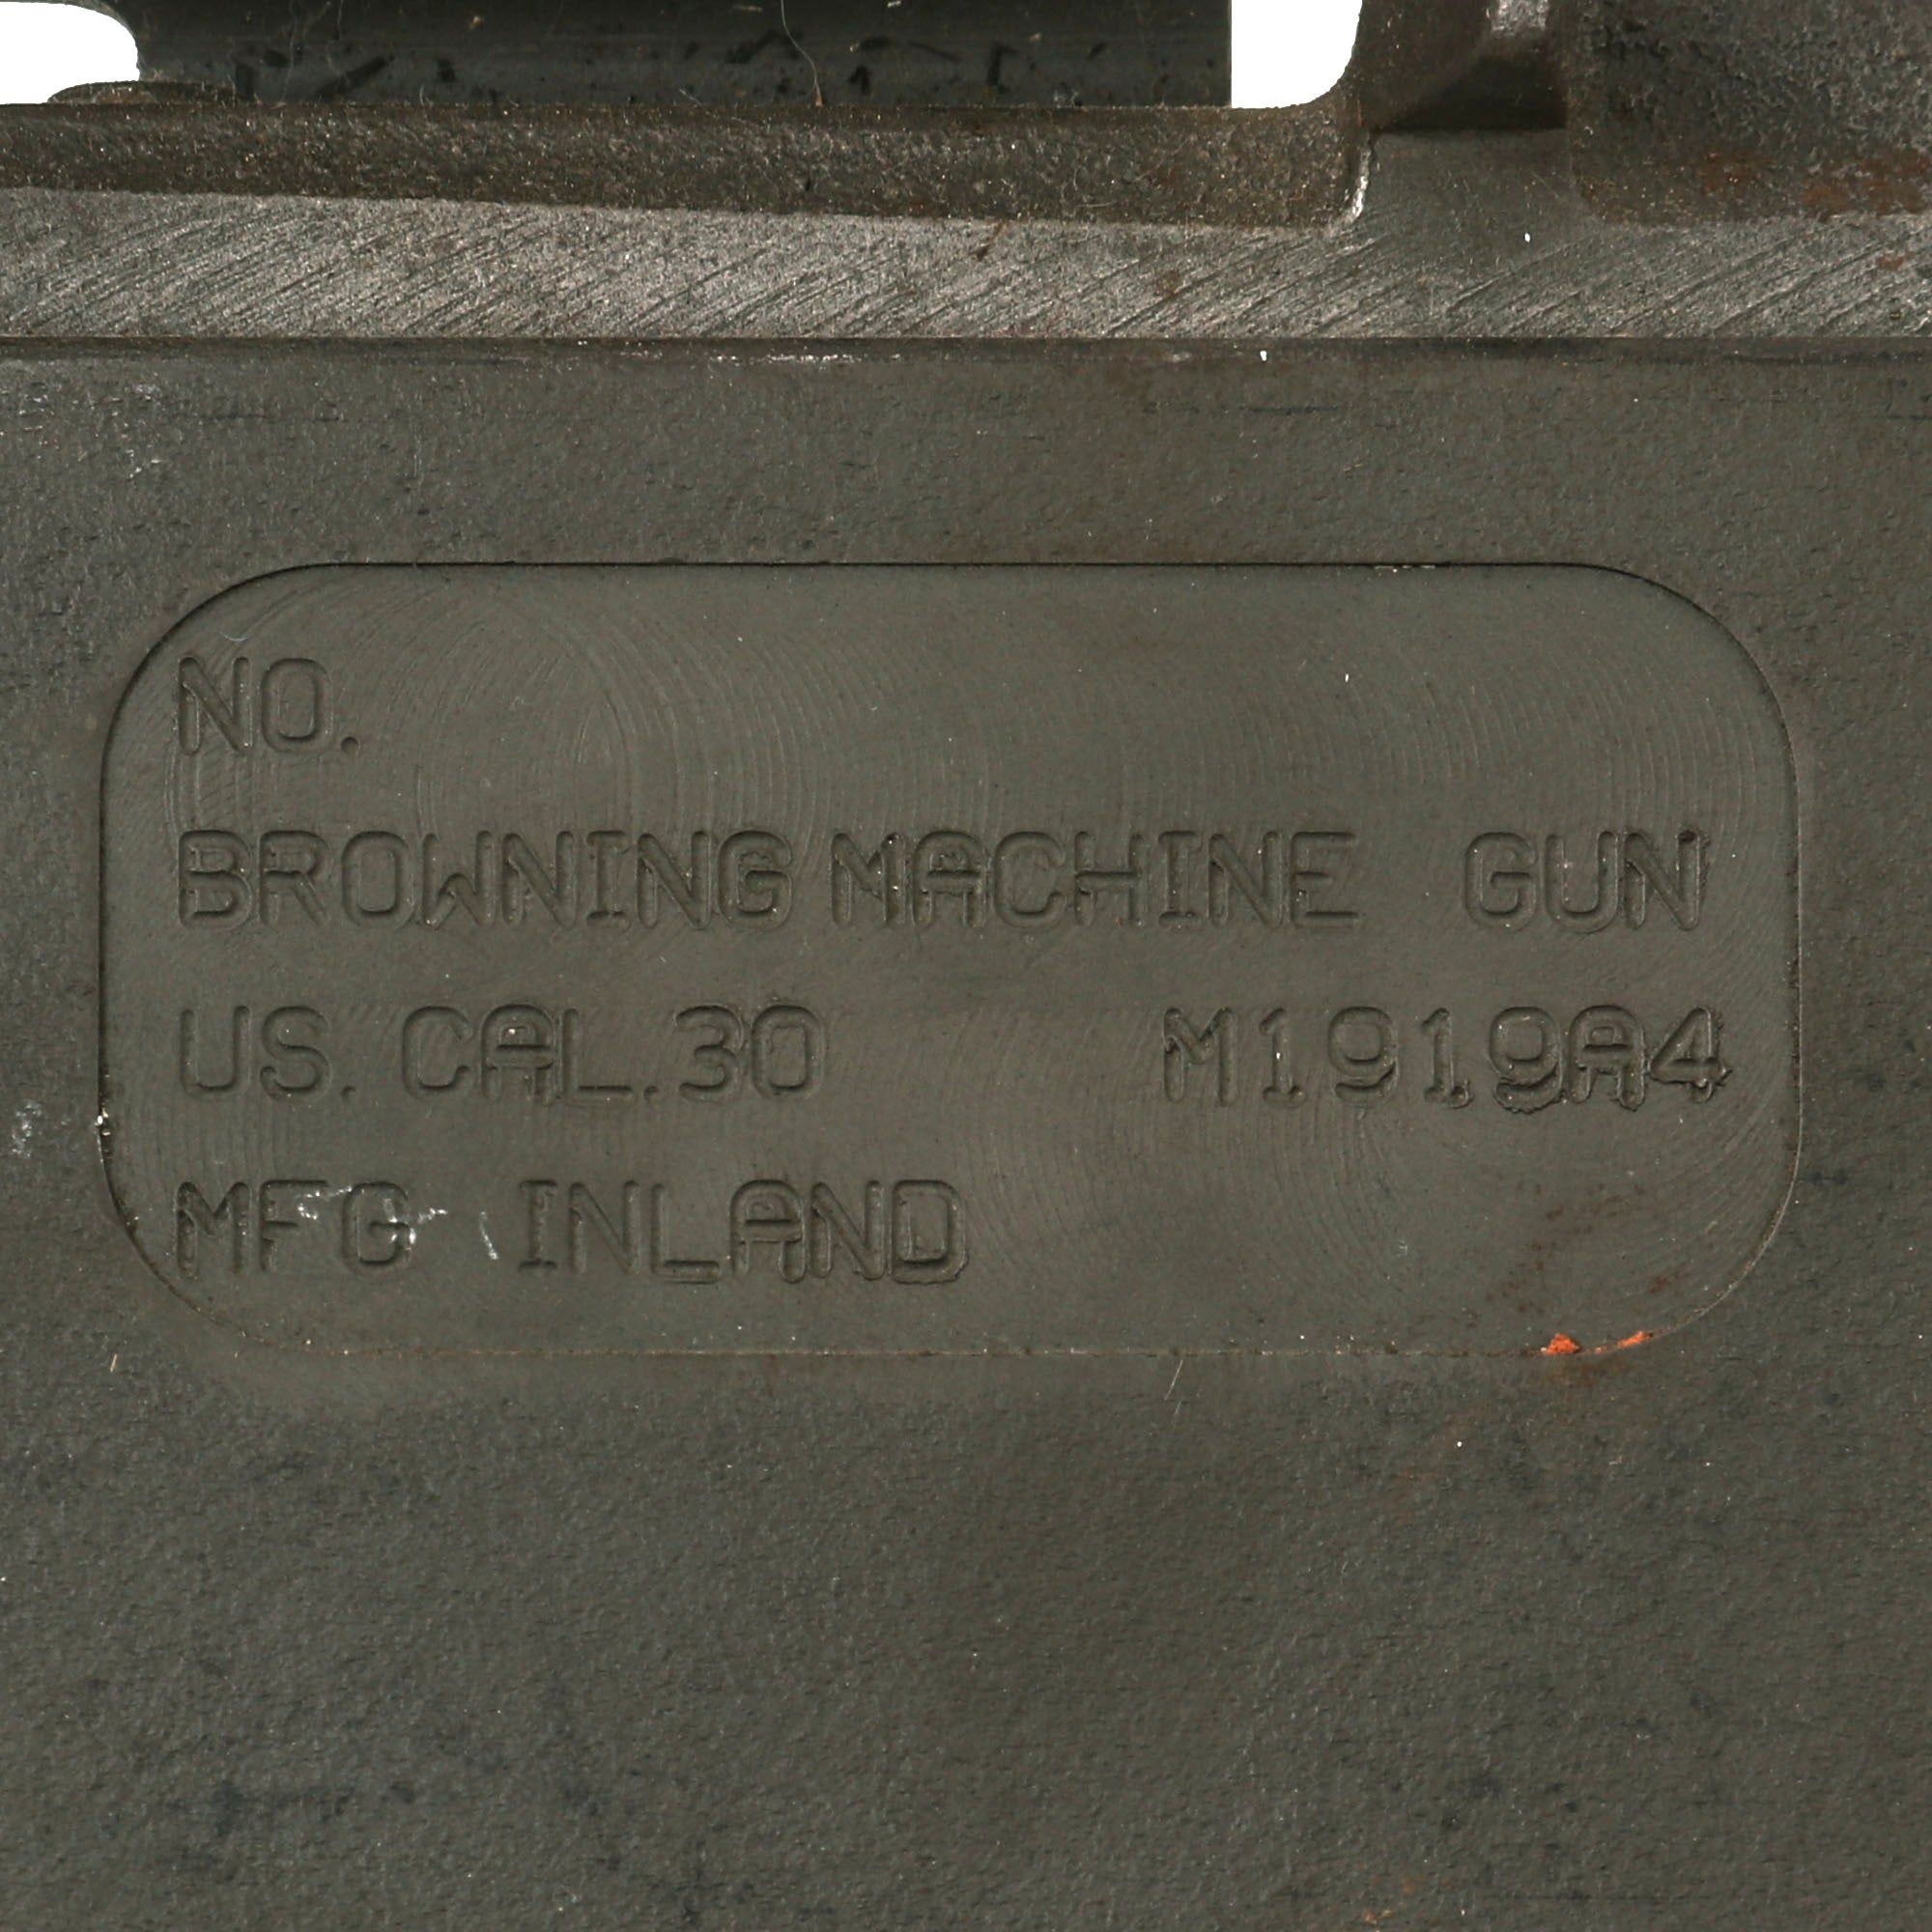 NO.
BROWNING MACHINE GUN
US. CAL.30 M1919A4
MFG INLAND